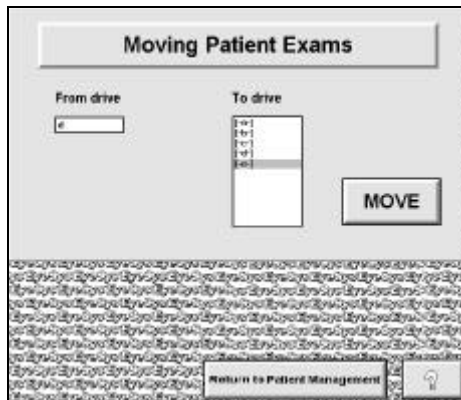 Moving Patient Exams
From drive
To drive
[-a-]
[-b-]
[-c-]
[-d-]
[-e-]
MOVE
Return to Patient Management